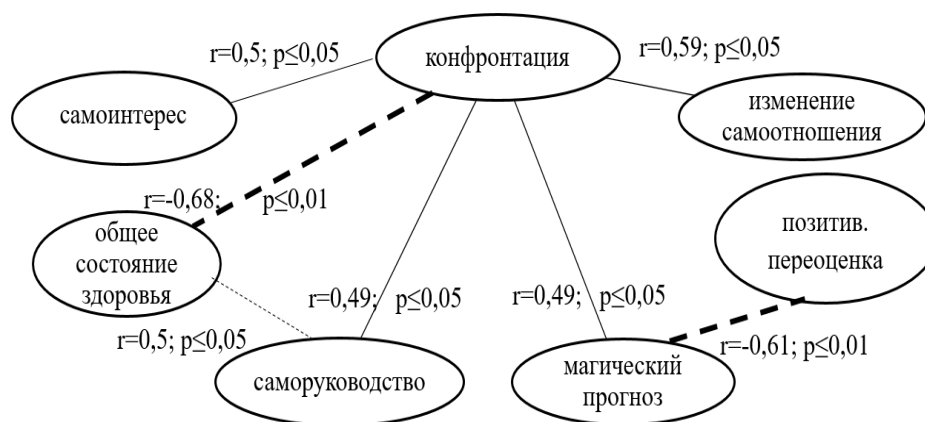 r=0,5; p≤0,05
конфронтация
r=0,59; p≤0,05
самоинтерес
изменение
самоотношения
r=-0,68; p≤0,01
общее
состояние
здоровья
позитив.
переоценка
r=0,49; p≤0,05
r=0,49; p≤0,05
r=0,5; p≤0,05
r=-0,61; p≤0,01
саморуководство
магический
прогноз